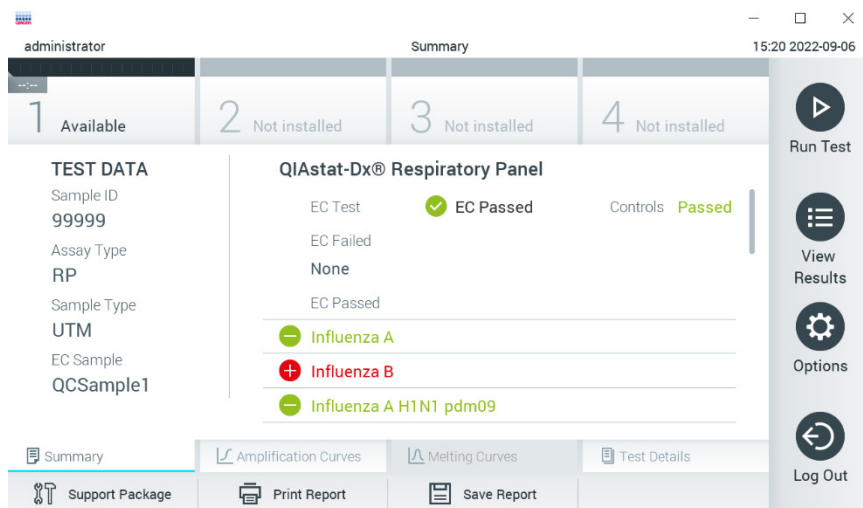 QIAGEN
administrator Summary 15:20 2022-09-06
--:--
1 Available 2 Not installed 3 Not installed 4 Not installed
Run Test
TEST DATA
Sample ID
99999
Assay Type
RP
Sample Type
UTM
EC Sample
QCSample1
QIAstat-Dx® Respiratory Panel
EC Test EC Passed Controls Passed
EC Failed
None
EC Passed
Influenza A
Influenza B
Influenza A H1N1 pdm09
View
Results
Options
Log Out
Summary Amplification Curves Melting Curves Test Details
Support Package Print Report Save Report